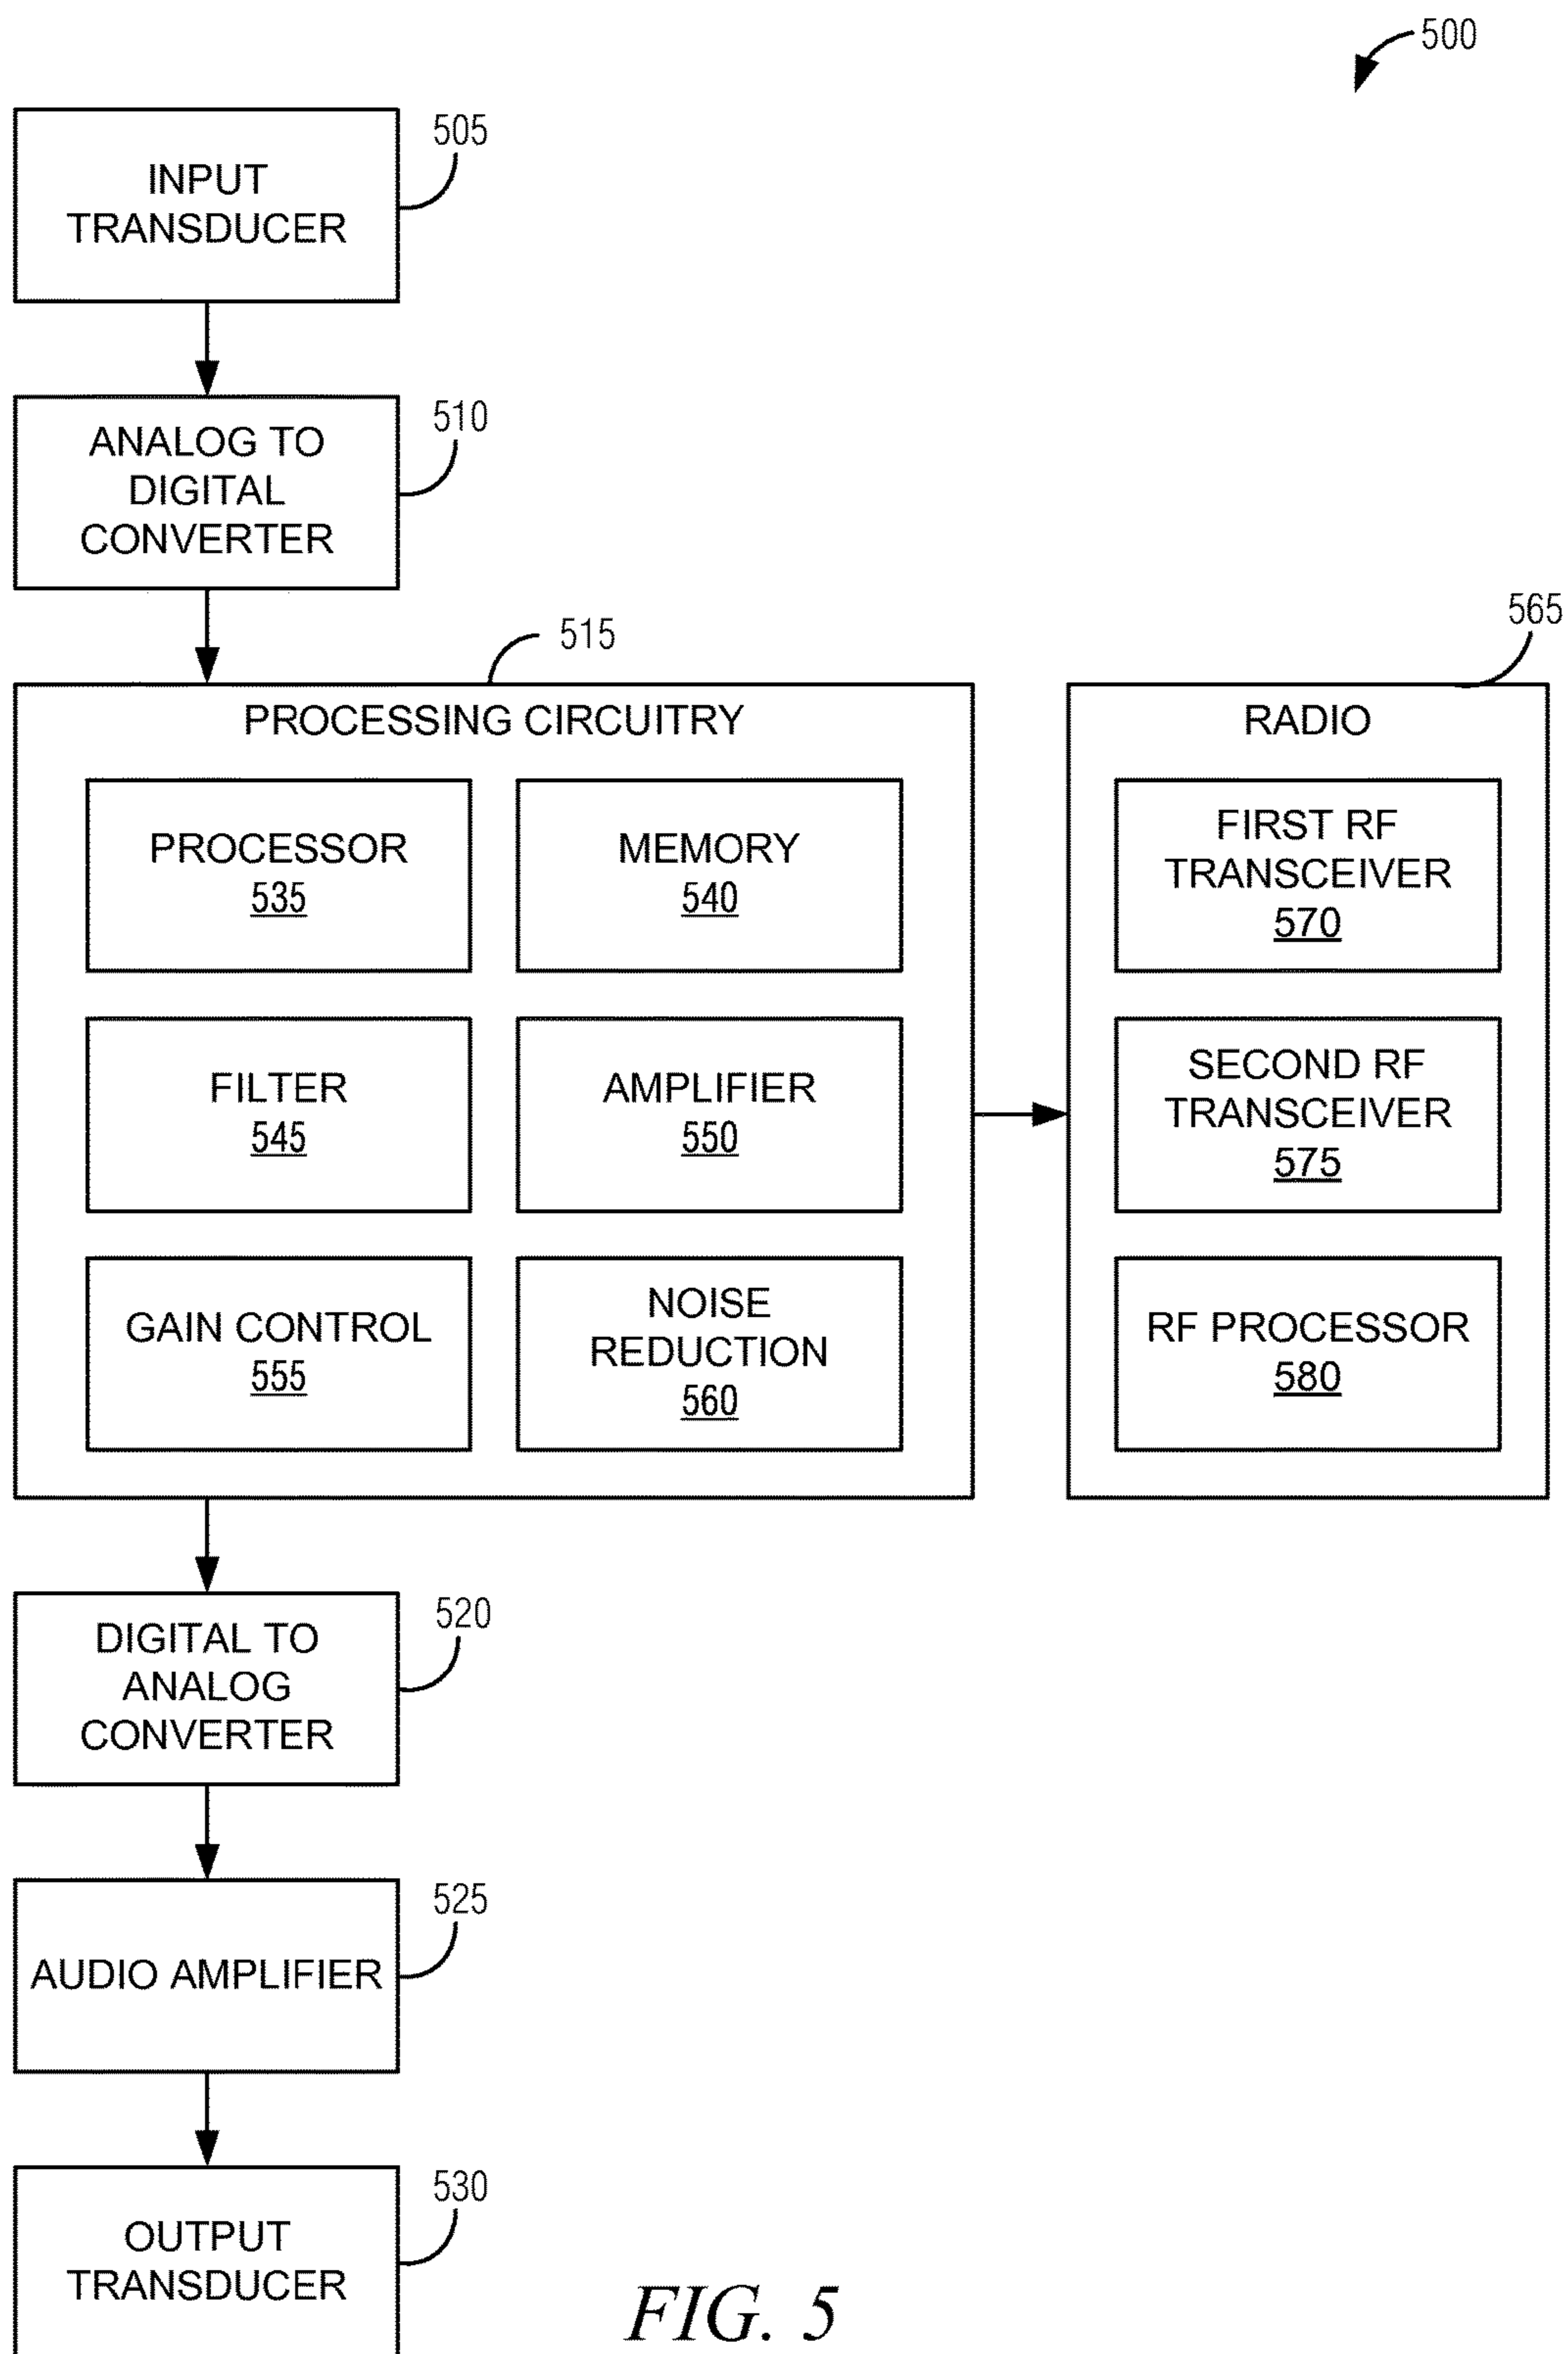 500
INPUT
TRANSDUCER
505
ANALOG TO
DIGITAL
CONVERTER
510
515
565
PROCESSING CIRCUITRY
PROCESSOR
535
MEMORY
540
FILTER
545
AMPLIFIER
550
GAIN CONTROL
555
NOISE
REDUCTION
560
RADIO
FIRST RF
TRANSCEIVER
570
SECOND RF
TRANSCEIVER
575
RF PROCESSOR
580
DIGITAL TO
ANALOG
CONVERTER
520
AUDIO AMPLIFIER
525
OUTPUT
TRANSDUCER
530
FIG. 5